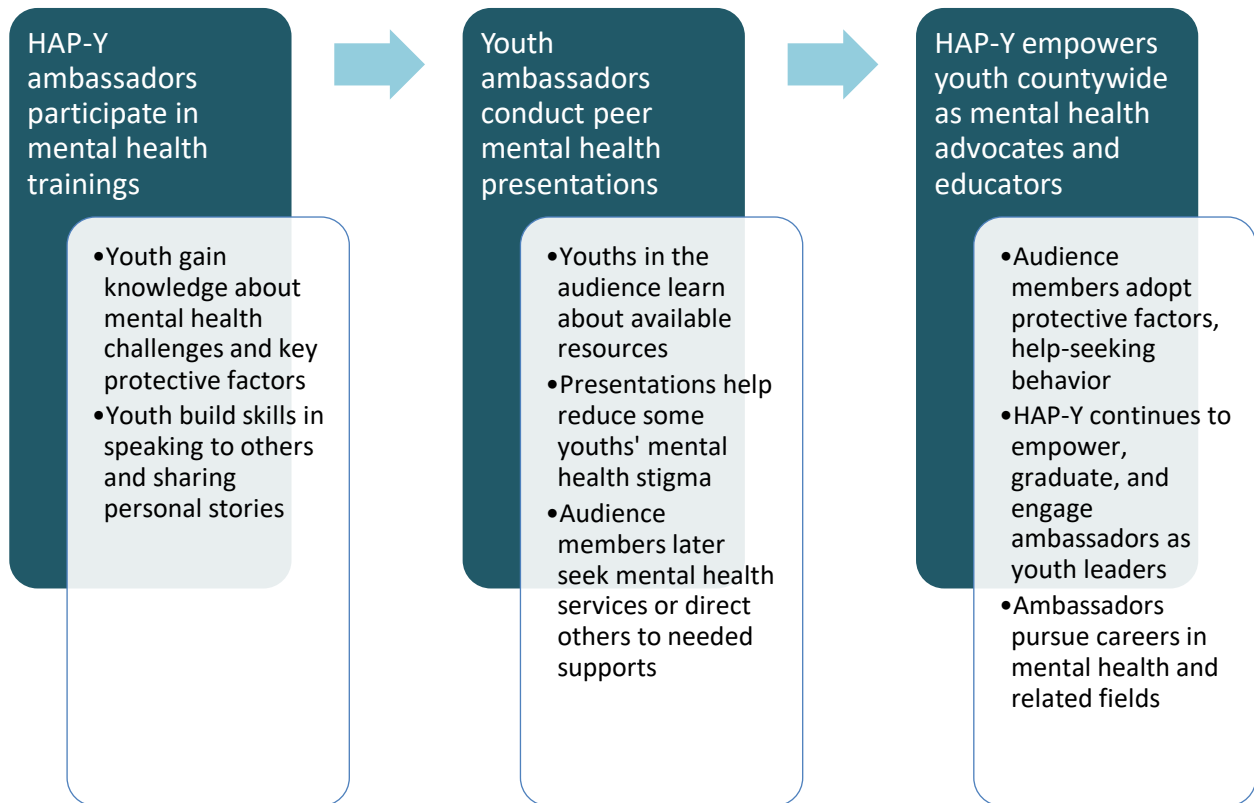 HAP-Y
ambassadors
participate in
mental health
trainings
•Youth gain
knowledge about
mental health
challenges and key
protective factors
•Youth build skills in
speaking to others
and sharing
personal stories
Youth
ambassadors
conduct peer
mental health
presentations
•Youths in the
audience learn
about available
resources
•Presentations help
reduce some
youths' mental
health stigma
•Audience
members later
seek mental health
services or direct
others to needed
supports
HAP-Y empowers
youth countywide
as mental health
advocates and
educators
•Audience
members adopt
protective factors,
help-seeking
behavior
•HAP-Y continues to
empower,
graduate, and
engage
ambassadors as
youth leaders
•Ambassadors
pursue careers in
mental health and
related fields